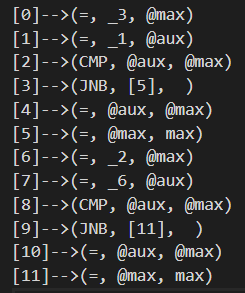 [0]-->(=, _3, @max)
[1]-->(=, _1, @aux)
[2]-->(CMP, @aux, @max)
[3]-->(JNB, [5],  )
[4]-->(=, @aux, @max)
[5]-->(=, @max, max)
[6]-->(=, _2, @max)
[7]-->(=, _6, @aux)
[8]-->(CMP, @aux, @max)
[9]-->(JNB, [11],  )
[10]-->(=, @aux, @max)
[11]-->(=, @max, max)